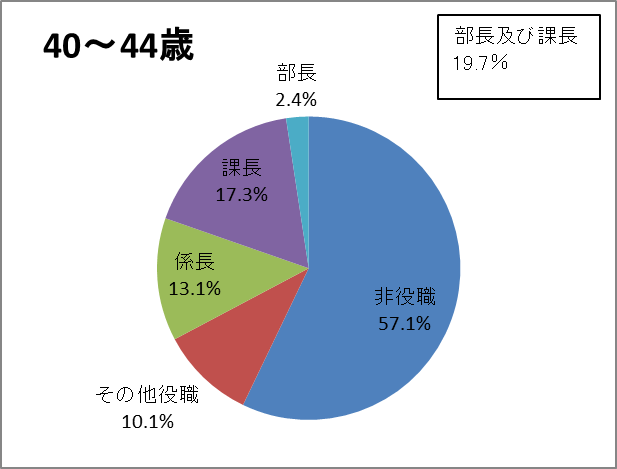 40～44歳
部長及び課長
19.7%
部長
2.4%
課長
17.3%
係長
13.1%
非役職
57.1%
その他役職
10.1%